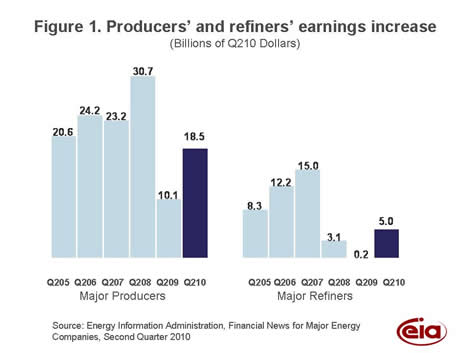 Figure 1. Producers’ and refiners’ earnings increase
(Billions of Q210 Dollars)
20.6
24.2
23.2
30.7
10.1
18.5
8.3
12.2
15.0
3.1
0.2
5.0
Q205 Q206 Q207 Q208 Q209 Q210
Major Producers
Q205 Q206 Q207 Q208 Q209 Q210
Major Refiners
Source: Energy Information Administration, Financial News for Major Energy
Companies, Second Quarter 2010
eia